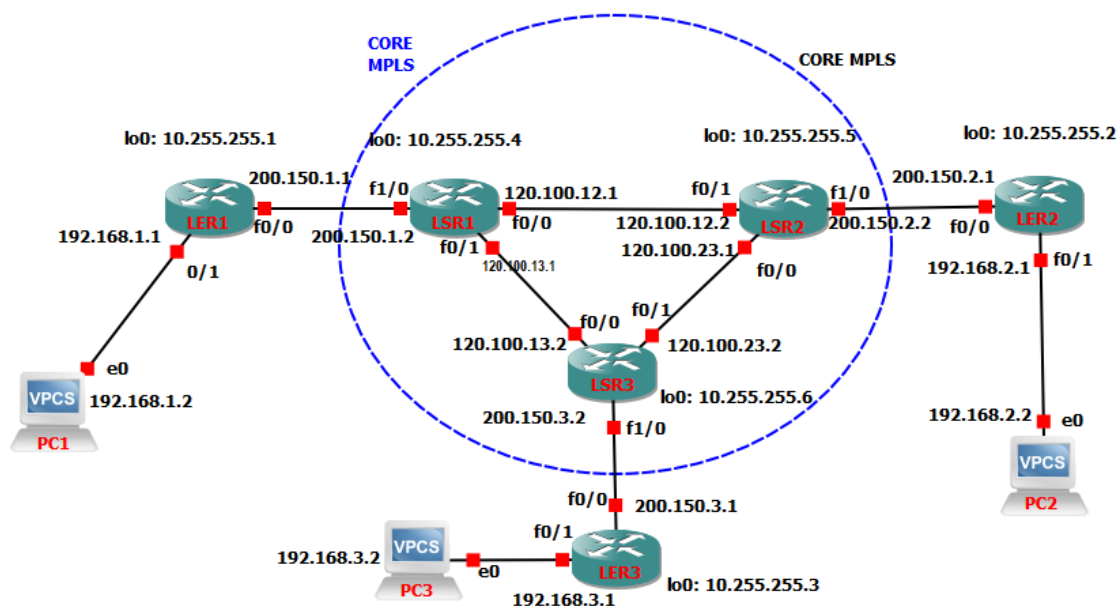 CORE
MPLS
CORE MPLS
lo0: 10.255.255.1
lo0: 10.255.255.4
lo0: 10.255.255.5
lo0: 10.255.255.2
200.150.1.1
f1/0
120.100.12.1
f0/1
f1/0
200.150.2.1
LER1
f0/0
LSR1
f0/0
LSR2
f0/0
LER2
192.168.1.1
200.150.1.2
120.100.12.2
200.150.2.2
0/1
f0/1
120.100.13.1
120.100.23.1
f0/0
192.168.2.1
f0/1
f0/0
f0/1
120.100.13.2
120.100.23.2
e0
LSR3
VPCS
192.168.1.2
lo0: 10.255.255.6
PC1
200.150.3.2
f1/0
192.168.2.2
e0
VPCS
PC2
f0/0
200.150.3.1
f0/1
192.168.3.2
VPCS
PC3
e0
LER3
192.168.3.1
lo0: 10.255.255.3